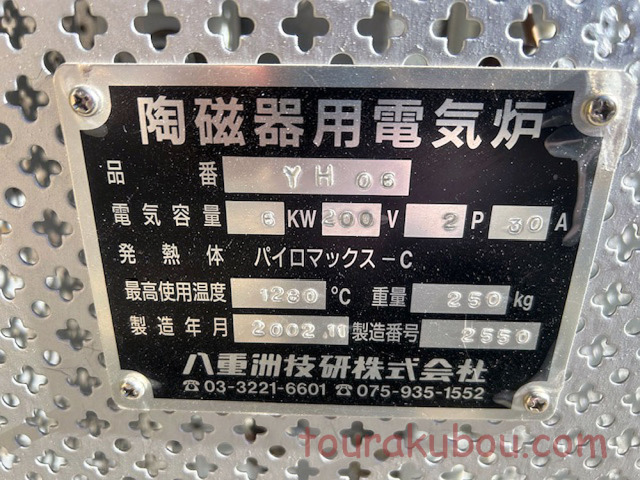 陶磁器用電気炉
品番 YH 06
電気容量 6 KW 200 V 2 P 30 A
発熱体 パイロマックス－C
最高使用温度 1280 ℃ 重量 250 kg
製造年月 2002.11 製造番号 2550
八重洲技研株式会社
☎ 03-3221-6601 ☎ 075-935-1552
tourakubou.com